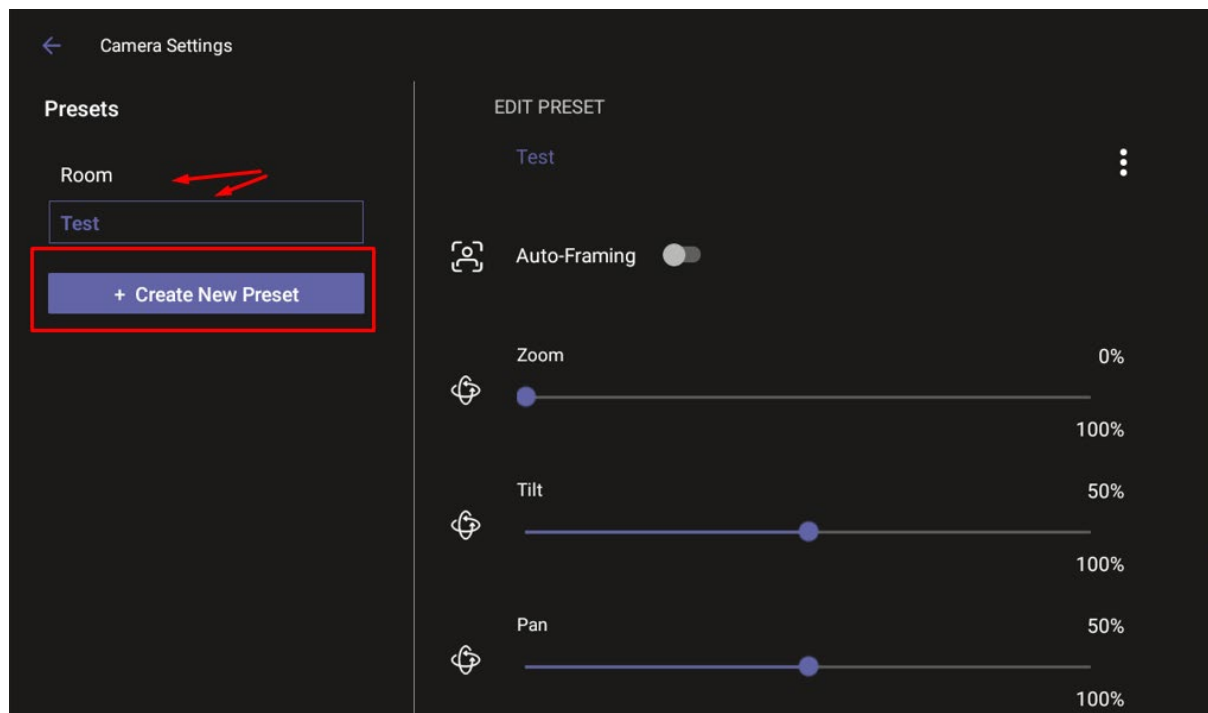 Camera Settings
Presets
Room
Test
+ Create New Preset
EDIT PRESET
Test
Auto-Framing
Zoom
0%
100%
Tilt
50%
100%
Pan
50%
100%